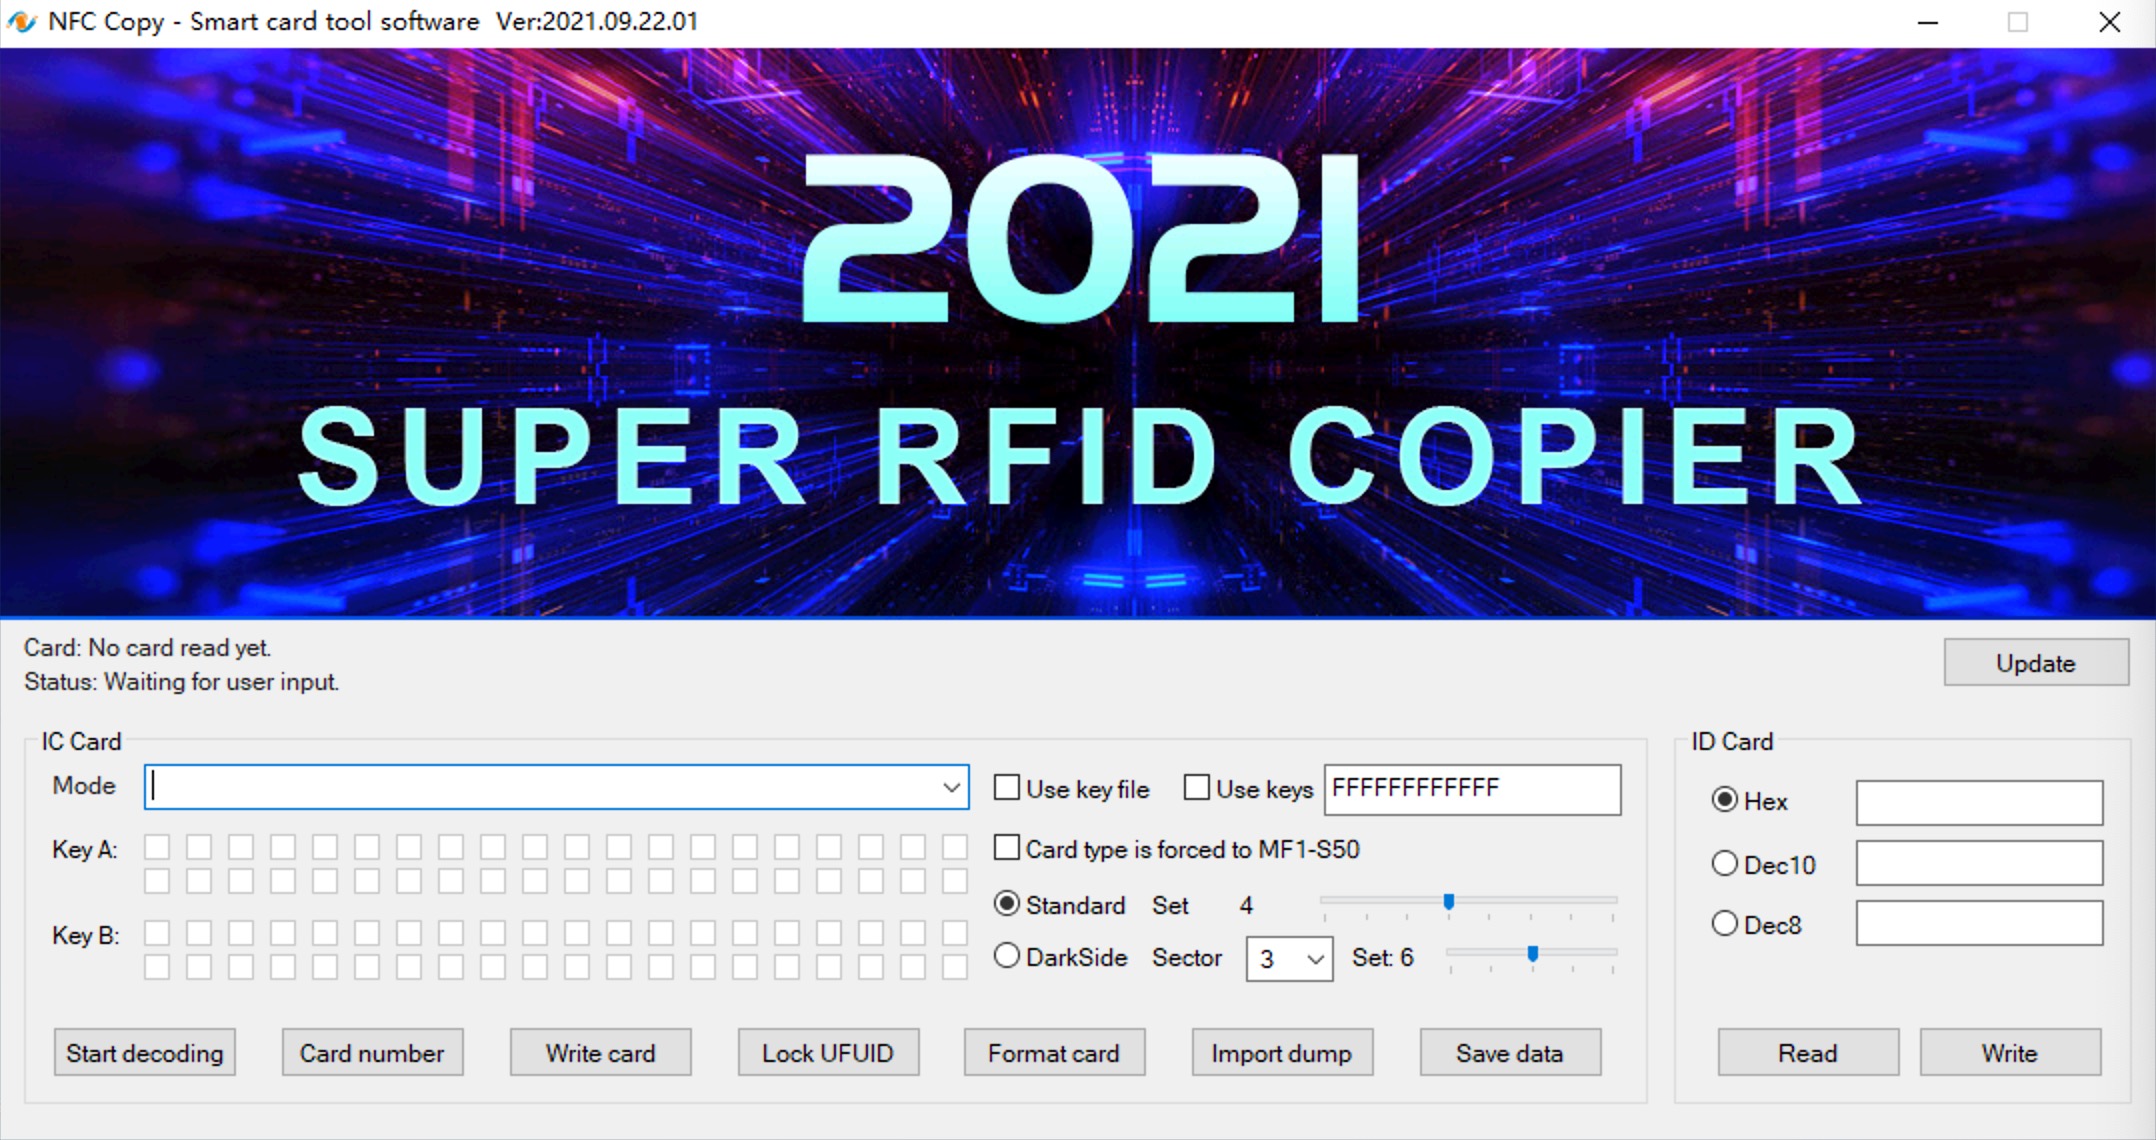 NFC Copy - Smart card tool software Ver:2021.09.22.01
2021
SUPER RFID COPIER
Card: No card read yet.
Status: Waiting for user input.
Update
IC Card
Mode
Use key file
Use keys
FFFFFFFFFFFF
Key A:
Card type is forced to MF1-S50
Standard Set 4
Key B:
DarkSide Sector 3 Set: 6
Start decoding
Card number
Write card
Lock UFUID
Format card
Import dump
Save data
ID Card
Hex
Dec10
Dec8
Read
Write